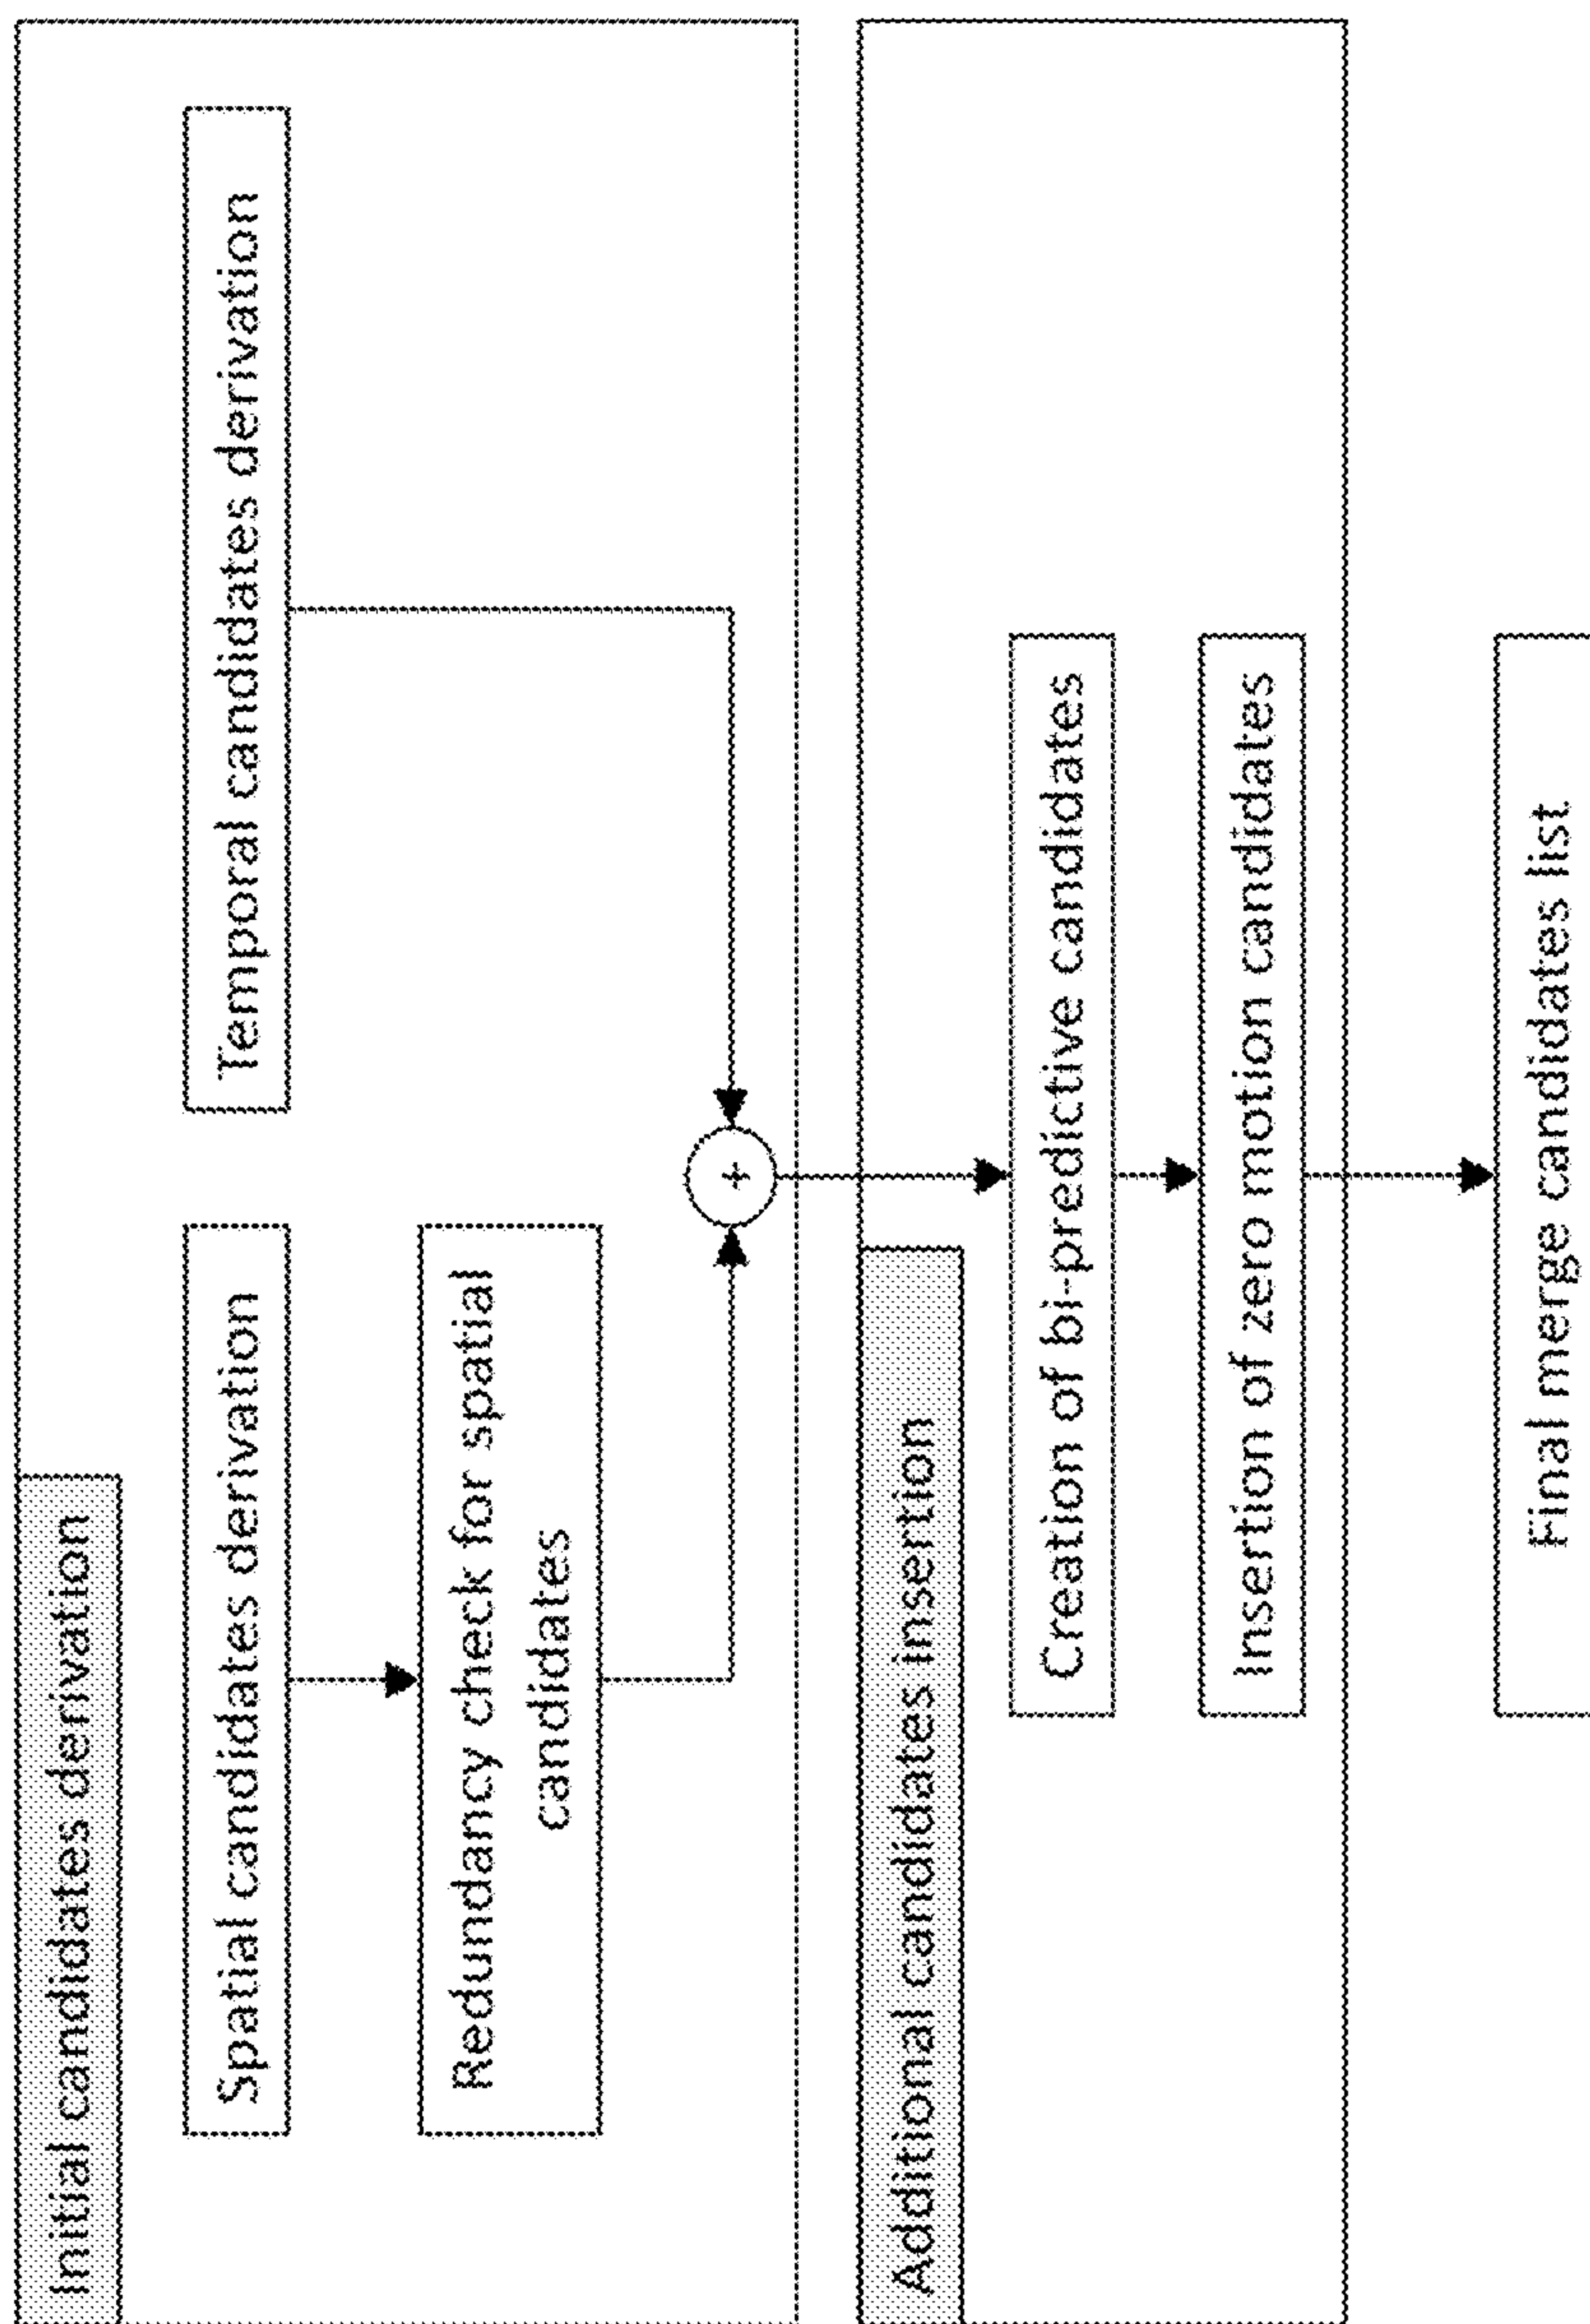 Initial candidates derivation
Spatial candidates derivation
Temporal candidates derivation
Redundancy check for spatial
candidates
+
Additional candidates insertion
Creation of bi-predictive candidates
Insertion of zero motion candidates
Final merge candidates list